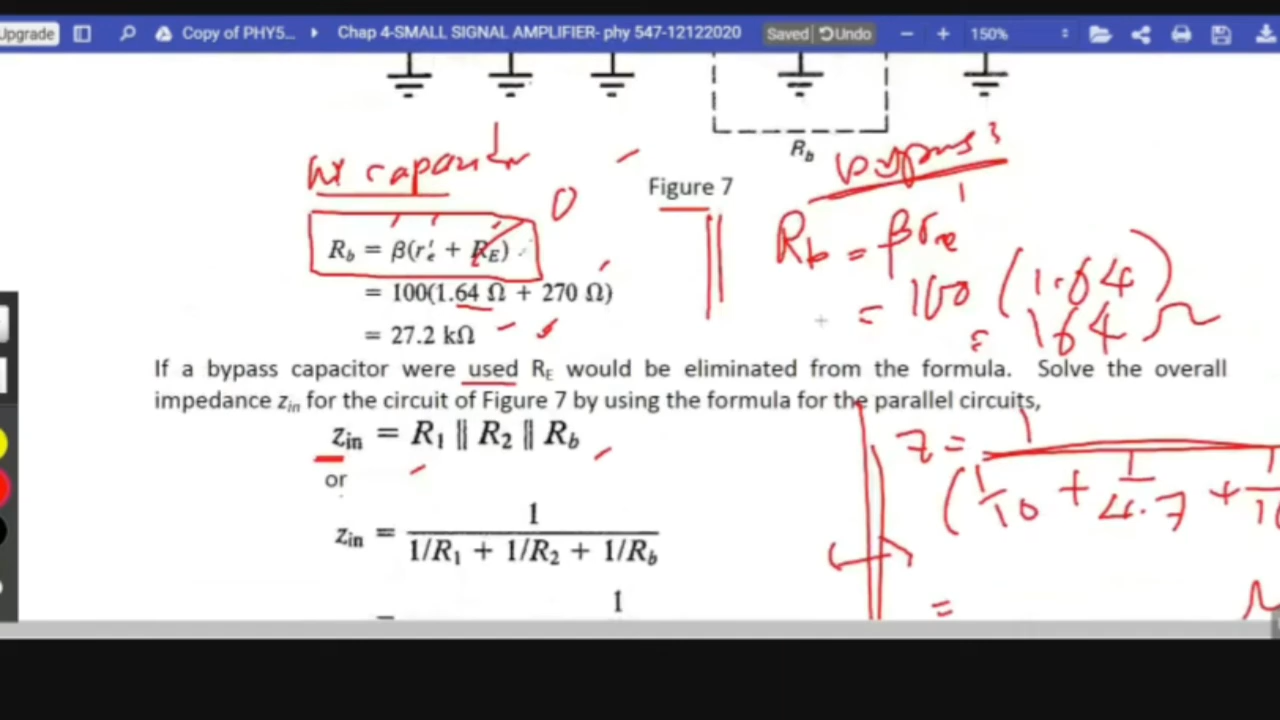 Upgrade
Copy of PHY5... Chap 4-SMALL SIGNAL AMPLIFIER- phy 547-12122020 Saved Undo − + 150%
R_b
bypass
capacitor
Figure 7
0
R_b = β(r'_e + R_E)
= 100(1.64 Ω + 270 Ω)
= 27.2 kΩ
R_b = βr'_e
= 100 (1.64)
= 164 Ω
If a bypass capacitor were used R_E would be eliminated from the formula. Solve the overall
impedance z_in for the circuit of Figure 7 by using the formula for the parallel circuits,
z_in = R_1 || R_2 || R_b
or
z_in = 1 / (1/R_1 + 1/R_2 + 1/R_b)
= 1
Z = 1
(1/10 + 1/4.7 + 1/
=